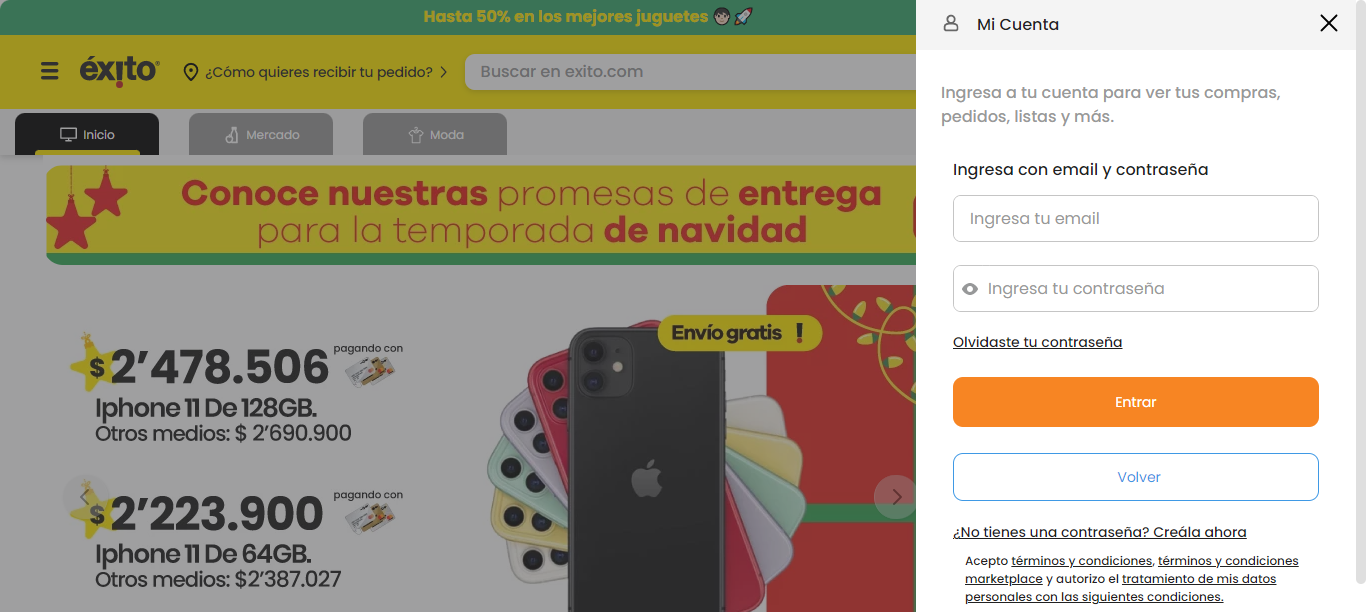 Hasta 50% en los mejores juguetes
éxito
¿Cómo quieres recibir tu pedido?
Buscar en exito.com
Inicio
Mercado
Moda
Conoce nuestras promesas de entrega
para la temporada de navidad
Envío gratis !
$2’478.506
pagando con
Iphone 11 De 128GB.
Otros medios: $ 2’690.900
$2’223.900
pagando con
Iphone 11 De 64GB.
Otros medios: $2’387.027
Mi Cuenta
Ingresa a tu cuenta para ver tus compras,
pedidos, listas y más.
Ingresa con email y contraseña
Ingresa tu email
Ingresa tu contraseña
Olvidaste tu contraseña
Entrar
Volver
¿No tienes una contraseña? Creála ahora
Acepto términos y condiciones, términos y condiciones
marketplace y autorizo el tratamiento de mis datos
personales con las siguientes condiciones.